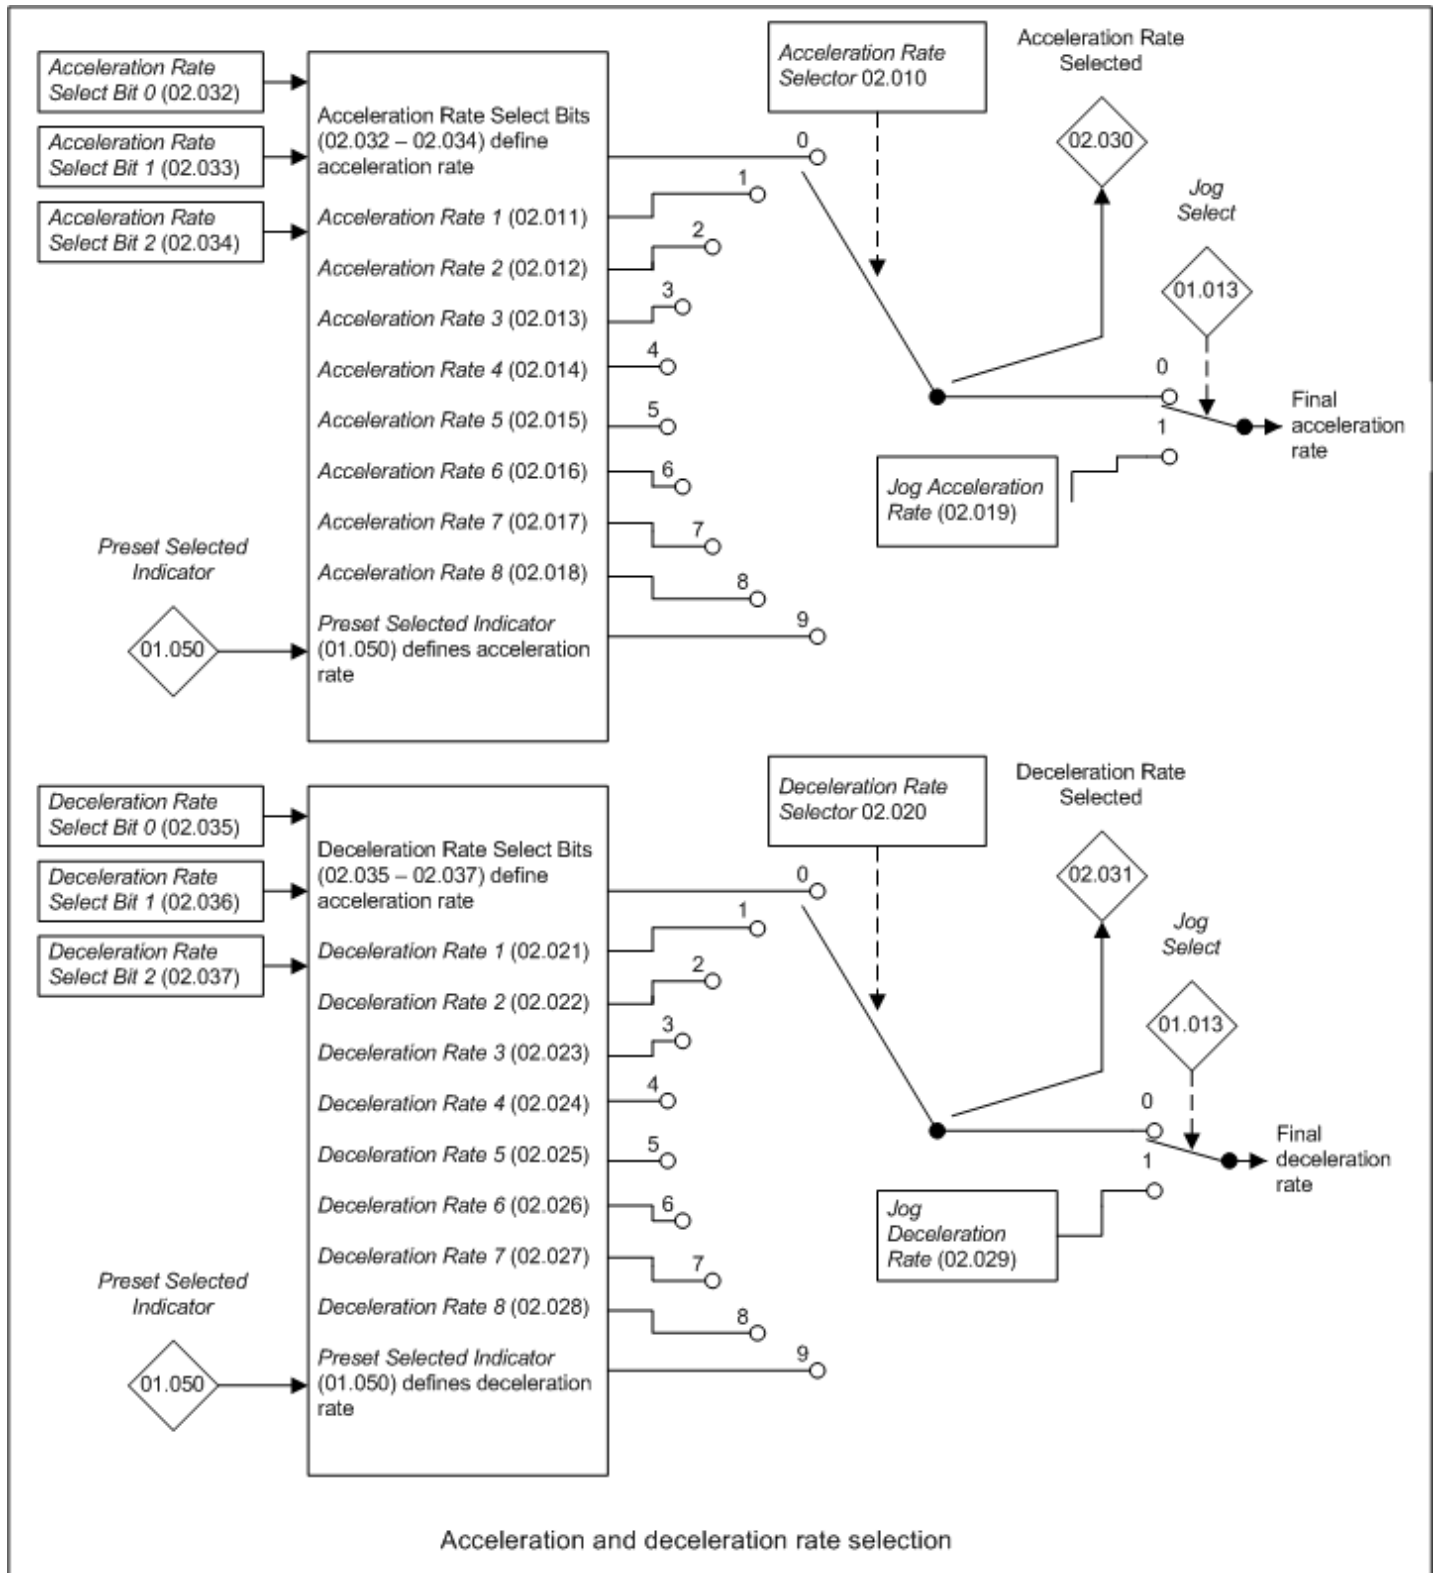 Acceleration Rate
Select Bit 0 (02.032)
Acceleration Rate
Select Bit 1 (02.033)
Acceleration Rate
Select Bit 2 (02.034)
Preset Selected
Indicator
01.050
Acceleration Rate Select Bits
(02.032 – 02.034) define
acceleration rate
Acceleration Rate 1 (02.011)
Acceleration Rate 2 (02.012)
Acceleration Rate 3 (02.013)
Acceleration Rate 4 (02.014)
Acceleration Rate 5 (02.015)
Acceleration Rate 6 (02.016)
Acceleration Rate 7 (02.017)
Acceleration Rate 8 (02.018)
Preset Selected Indicator
(01.050) defines acceleration
rate
0
1
2
3
4
5
6
7
8
9
Acceleration Rate
Selector 02.010
Acceleration Rate
Selected
02.030
Jog
Select
01.013
0
1
Jog Acceleration
Rate (02.019)
Final
acceleration
rate
Deceleration Rate
Select Bit 0 (02.035)
Deceleration Rate
Select Bit 1 (02.036)
Deceleration Rate
Select Bit 2 (02.037)
Preset Selected
Indicator
01.050
Deceleration Rate Select Bits
(02.035 – 02.037) define
acceleration rate
Deceleration Rate 1 (02.021)
Deceleration Rate 2 (02.022)
Deceleration Rate 3 (02.023)
Deceleration Rate 4 (02.024)
Deceleration Rate 5 (02.025)
Deceleration Rate 6 (02.026)
Deceleration Rate 7 (02.027)
Deceleration Rate 8 (02.028)
Preset Selected Indicator
(01.050) defines deceleration
rate
0
1
2
3
4
5
6
7
8
9
Deceleration Rate
Selector 02.020
Deceleration Rate
Selected
02.031
Jog
Select
01.013
0
1
Jog
Deceleration
Rate (02.029)
Final
deceleration
rate
Acceleration and deceleration rate selection